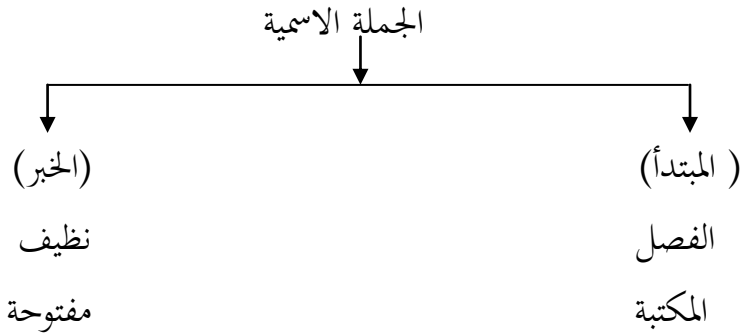 الجملة الاسمية
( المبتدأ) (الخبر)
الفصل نظيف
المكتبة مفتوحة